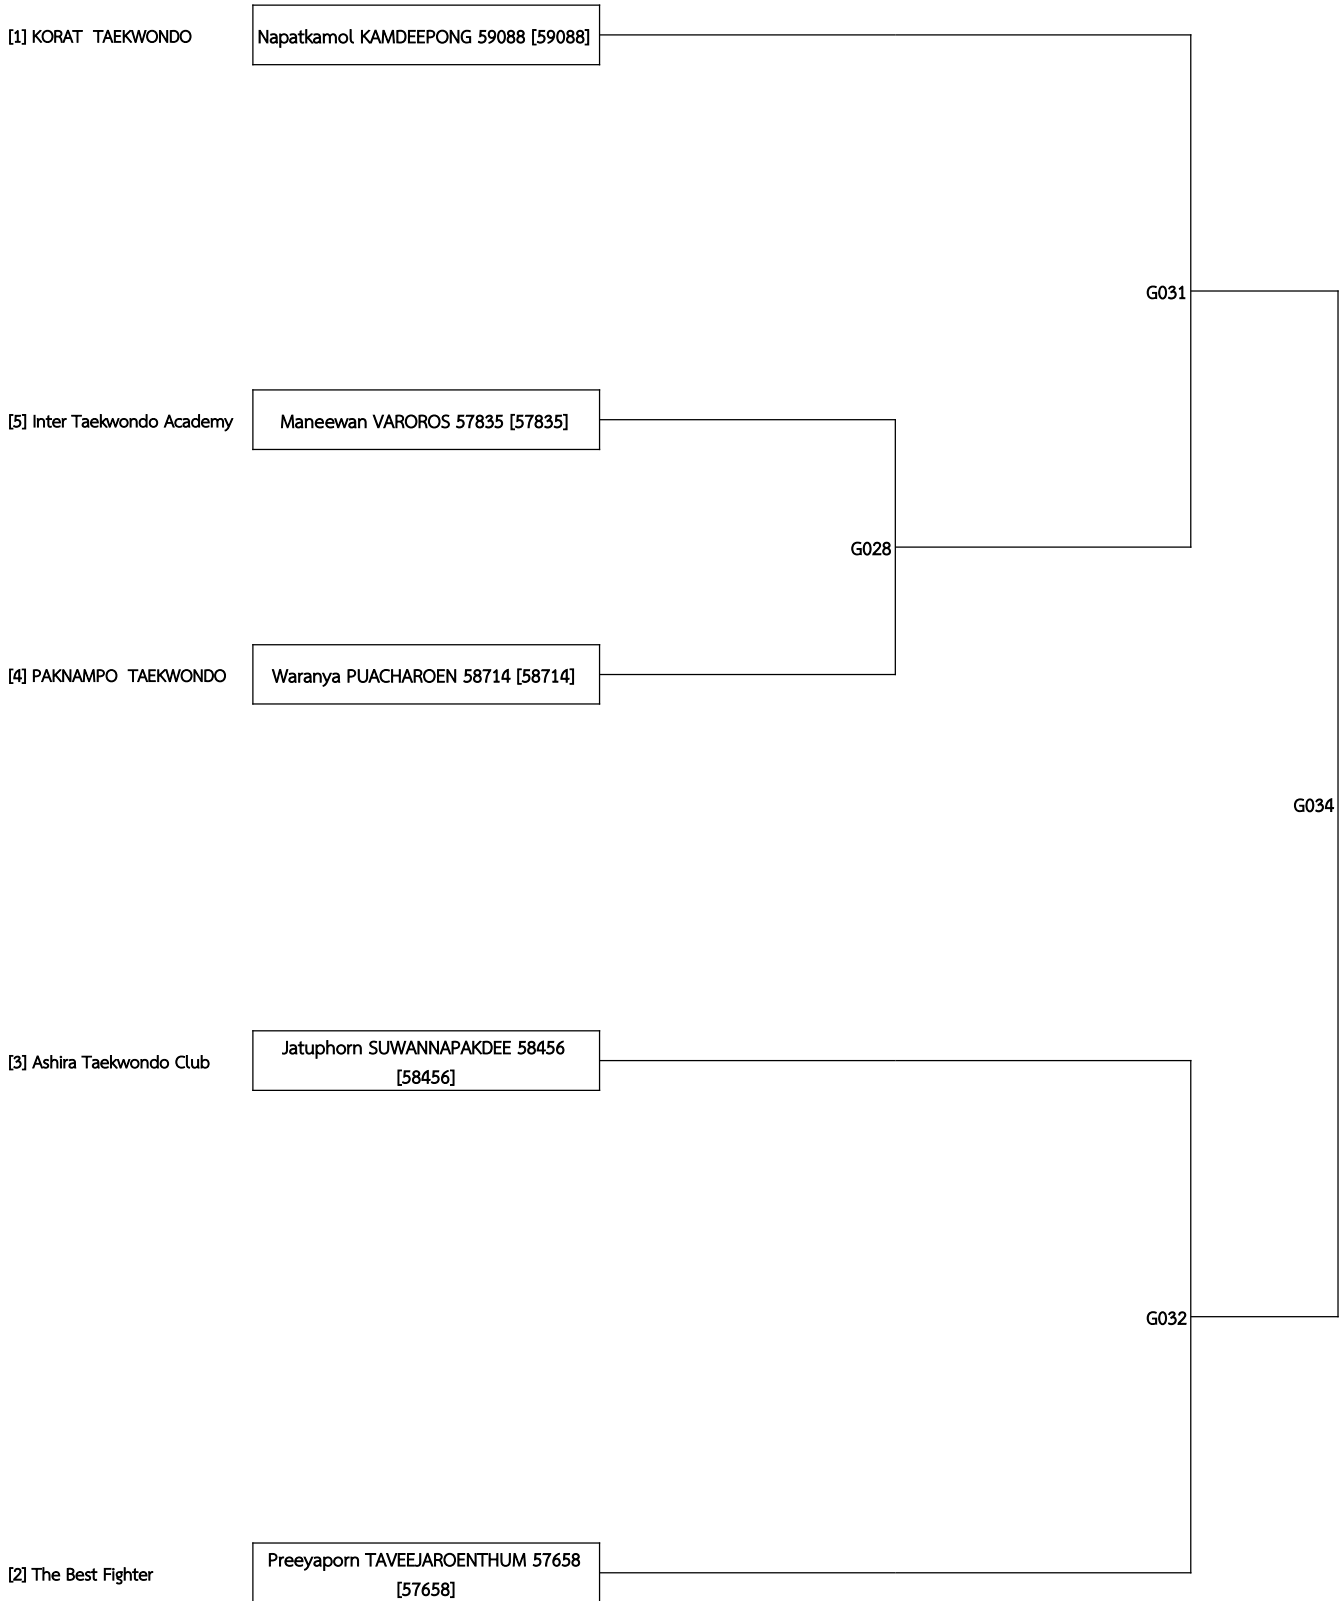 [1] KORAT TAEKWONDO
Napatkamol KAMDEEPONG 59088 [59088]
G031
[5] Inter Taekwondo Academy
Maneewan VAROROS 57835 [57835]
G028
[4] PAKNAMPO TAEKWONDO
Waranya PUACHAROEN 58714 [58714]
G034
[3] Ashira Taekwondo Club
Jatuphorn SUWANNAPAKDEE 58456
[58456]
G032
[2] The Best Fighter
Preeyaporn TAVEEJAROENTHUM 57658
[57658]